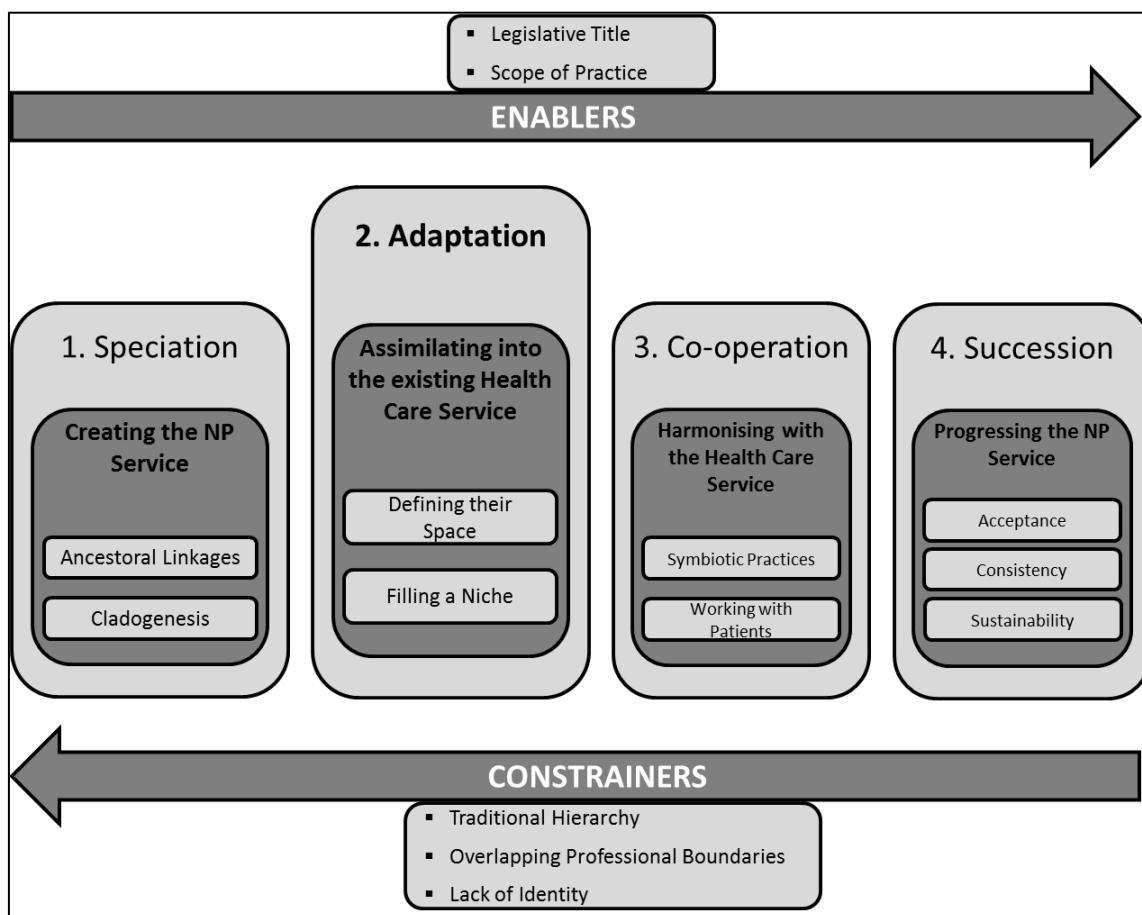 ▪ Legislative Title
▪ Scope of Practice
ENABLERS
1. Speciation
Creating the NP
Service
Ancestoral Linkages
Cladogenesis
2. Adaptation
Assimilating into
the existing Health
Care Service
Defining their
Space
Filling a Niche
3. Co-operation
Harmonising with
the Health Care
Service
Symbiotic Practices
Working with
Patients
4. Succession
Progressing the NP
Service
Acceptance
Consistency
Sustainability
CONSTRAINERS
▪ Traditional Hierarchy
▪ Overlapping Professional Boundaries
▪ Lack of Identity